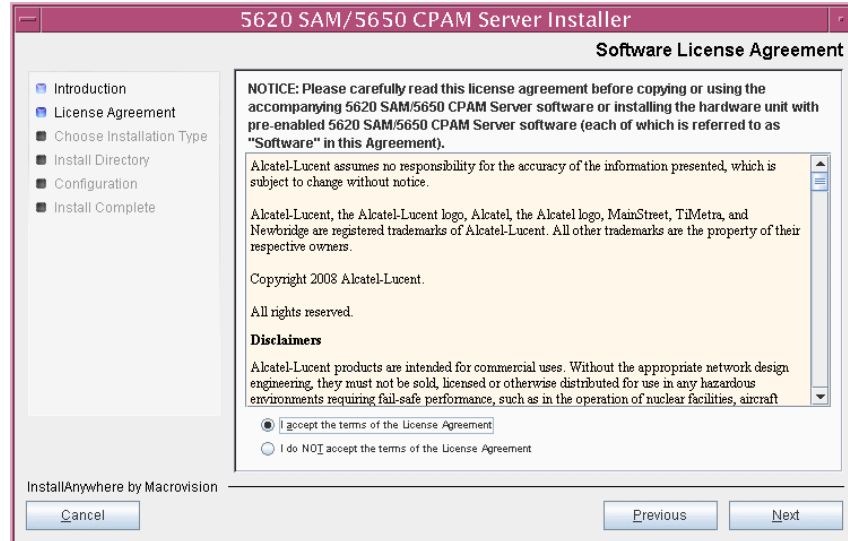 5620 SAM/5650 CPAM Server Installer
Software License Agreement
Introduction
License Agreement
Choose Installation Type
Install Directory
Configuration
Install Complete
NOTICE: Please carefully read this license agreement before copying or using the
accompanying 5620 SAM/5650 CPAM Server software or installing the hardware unit with
pre-enabled 5620 SAM/5650 CPAM Server software (each of which is referred to as
"Software" in this Agreement).
Alcatel-Lucent assumes no responsibility for the accuracy of the information presented, which is
subject to change without notice.
Alcatel-Lucent, the Alcatel-Lucent logo, Alcatel, the Alcatel logo, MainStreet, TiMetra, and
Newbridge are registered trademarks of Alcatel-Lucent. All other trademarks are the property of their
respective owners.
Copyright 2008 Alcatel-Lucent.
All rights reserved.
Disclaimers
Alcatel-Lucent products are intended for commercial uses. Without the appropriate network design
engineering, they must not be sold, licensed or otherwise distributed for use in any hazardous
environments requiring fail-safe performance, such as in the operation of nuclear facilities, aircraft
I accept the terms of the License Agreement
I do NOT accept the terms of the License Agreement
InstallAnywhere by Macrovision
Cancel
Previous
Next